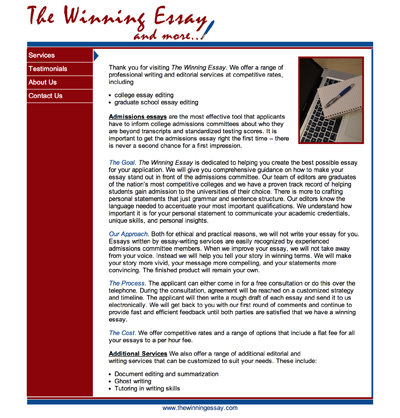 The Winning Essay
and more...!
Services
Testimonials
About Us
Contact Us
Thank you for visiting The Winning Essay. We offer a range of
professional writing and editorial services at competitive rates,
including
• college essay editing
• graduate school essay editing
Admissions essays are the most effective tool that applicants
have to inform college admissions committees about who they
are beyond transcripts and standardized testing scores. It is
important to get the admissions essay right the first time – there
is never a second chance for a first impression.
The Goal. The Winning Essay is dedicated to helping you create the best possible essay
for your application. We will give you comprehensive guidance on how to make your
essay stand out in front of the admissions committee. Our team of editors are graduates
of the nation's most competitive colleges and we have a proven track record of helping
students gain admission to the universities of their choice. There is more to crafting
personal statements that just grammar and sentence structure. Our editors know the
language needed to accentuate your most important qualifications. We understand how
important it is for your personal statement to communicate your academic credentials,
unique skills, and personal insights.
Our Approach. Both for ethical and practical reasons, we will not write your essay for you.
Essays written by essay-writing services are easily recognized by experienced
admissions committee members. When we improve your essay, we will not take away
from your voice. Instead we will help you tell your story in winning terms. We will make
your story more vivid, your message more compelling, and your statements more
convincing. The finished product will remain your own.
The Process. The applicant can either come in for a free consultation or do this over the
telephone. During the consultation, agreement will be reached on a customized strategy
and timeline. The applicant will then write a rough draft of each essay and send it to us
electronically. We will get back to you with our first round of comments and continue to
provide fast and efficient feedback until both parties are satisfied that we have a winning
essay.
The Cost. We offer competitive rates and a range of options that include a flat fee for all
your essays to a per hour fee.
Additional Services We also offer a range of additional editorial and
writing services that can be customized to suit your needs. These include:
• Document editing and summarization
• Ghost writing
• Tutoring in writing skills
www.thewinningessay.com